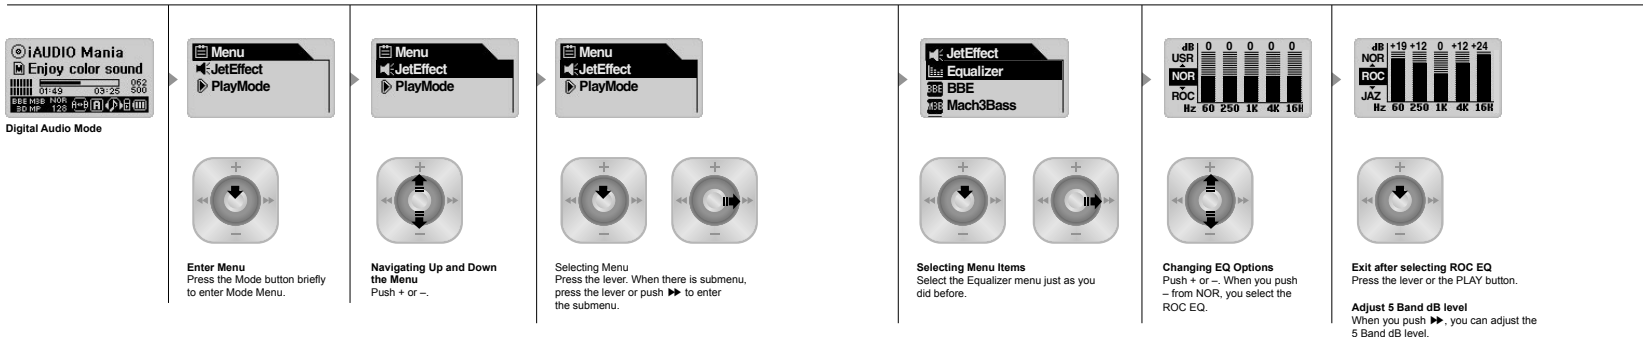 iAUDIO Mania
M Enjoy color sound
01:49 03:25 062 500
BBE M3B NOR
3D MP 128
Digital Audio Mode
Menu
JetEffect
PlayMode
+
–
Enter Menu
Press the Mode button briefly
to enter Mode Menu.
Menu
JetEffect
PlayMode
+
–
Navigating Up and Down
the Menu
Push + or –.
Menu
JetEffect
PlayMode
+
–
+
–
Selecting Menu
Press the lever. When there is submenu,
press the lever or push ▶▶ to enter
the submenu.
JetEffect
Equalizer
BBE BBE
Mach3Bass
+
–
+
–
Selecting Menu Items
Select the Equalizer menu just as you
did before.
dB 0 0 0 0 0
USR
NOR
ROC
Hz 60 250 1K 4K 16K
+
–
Changing EQ Options
Push + or –. When you push
– from NOR, you select the
ROC EQ.
dB +19 +12 0 +12 +24
NOR
ROC
JAZ
Hz 60 250 1K 4K 16K
+
–
Exit after selecting ROC EQ
Press the lever or the PLAY button.
Adjust 5 Band dB level
When you push ▶▶, you can adjust the
5 Band dB level.